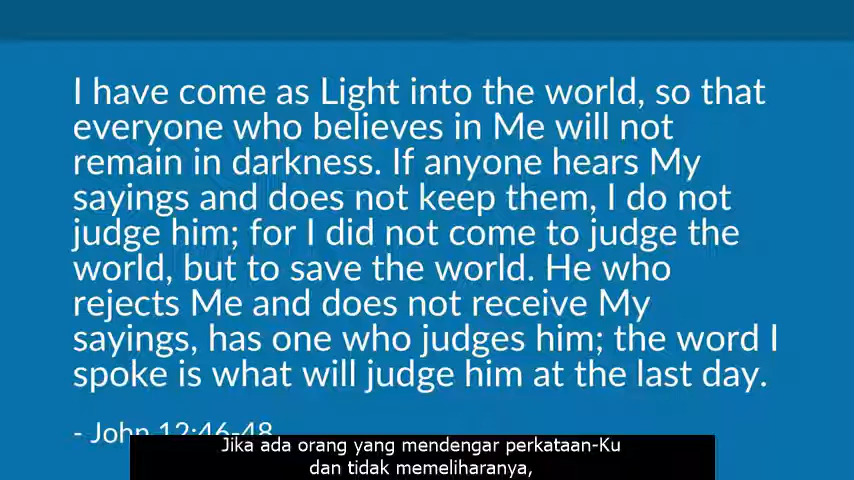 I have come as Light into the world, so that
everyone who believes in Me will not
remain in darkness. If anyone hears My
sayings and does not keep them, I do not
judge him; for I did not come to judge the
world, but to save the world. He who
rejects Me and does not receive My
sayings, has one who judges him; the word I
spoke is what will judge him at the last day.
- John 12:46-48
Jika ada orang yang mendengar perkataan-Ku
dan tidak memeliharanya,